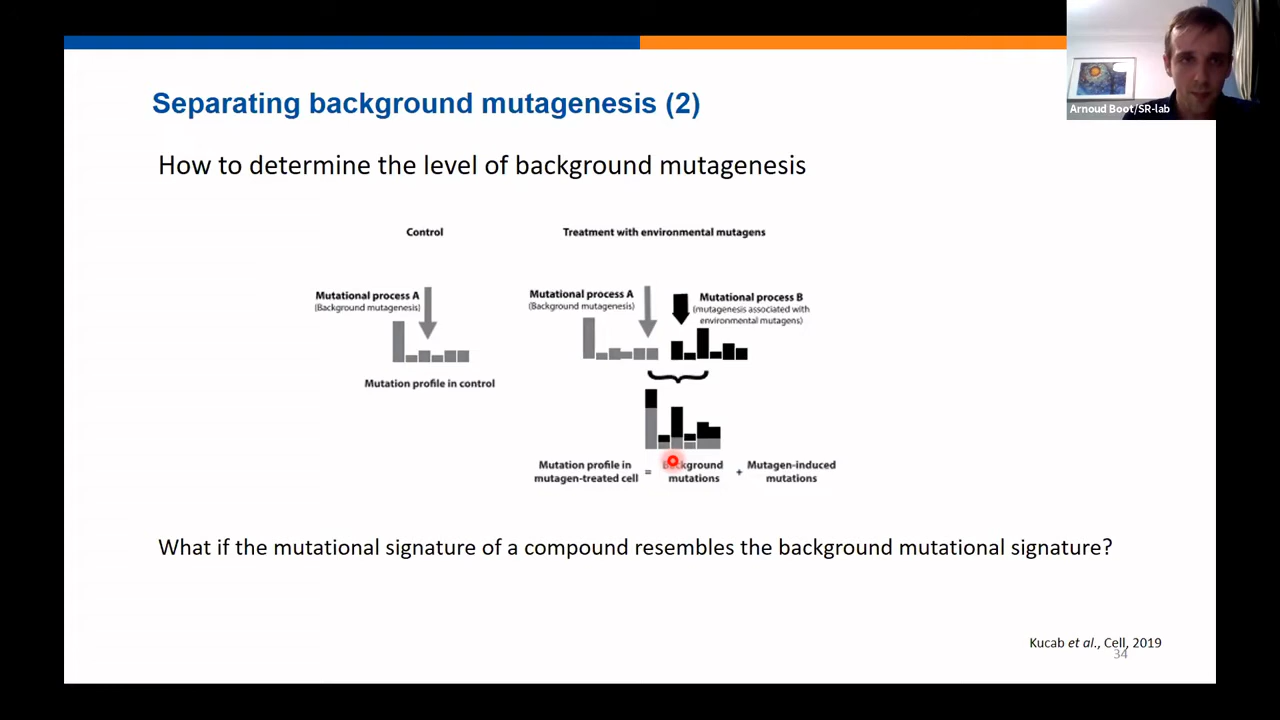 Arnoud Boot/SR-lab
Separating background mutagenesis (2)
How to determine the level of background mutagenesis
Control
Treatment with environmental mutagens
Mutational process A
(Background mutagenesis)
Mutation profile in control
Mutational process A
(Background mutagenesis)
Mutational process B
(mutagenesis associated with
environmental mutagens)
Mutation profile in
mutagen-treated cell
=
Background
mutations
+
Mutagen-induced
mutations
What if the mutational signature of a compound resembles the background mutational signature?
Kucab et al., Cell, 2019
34